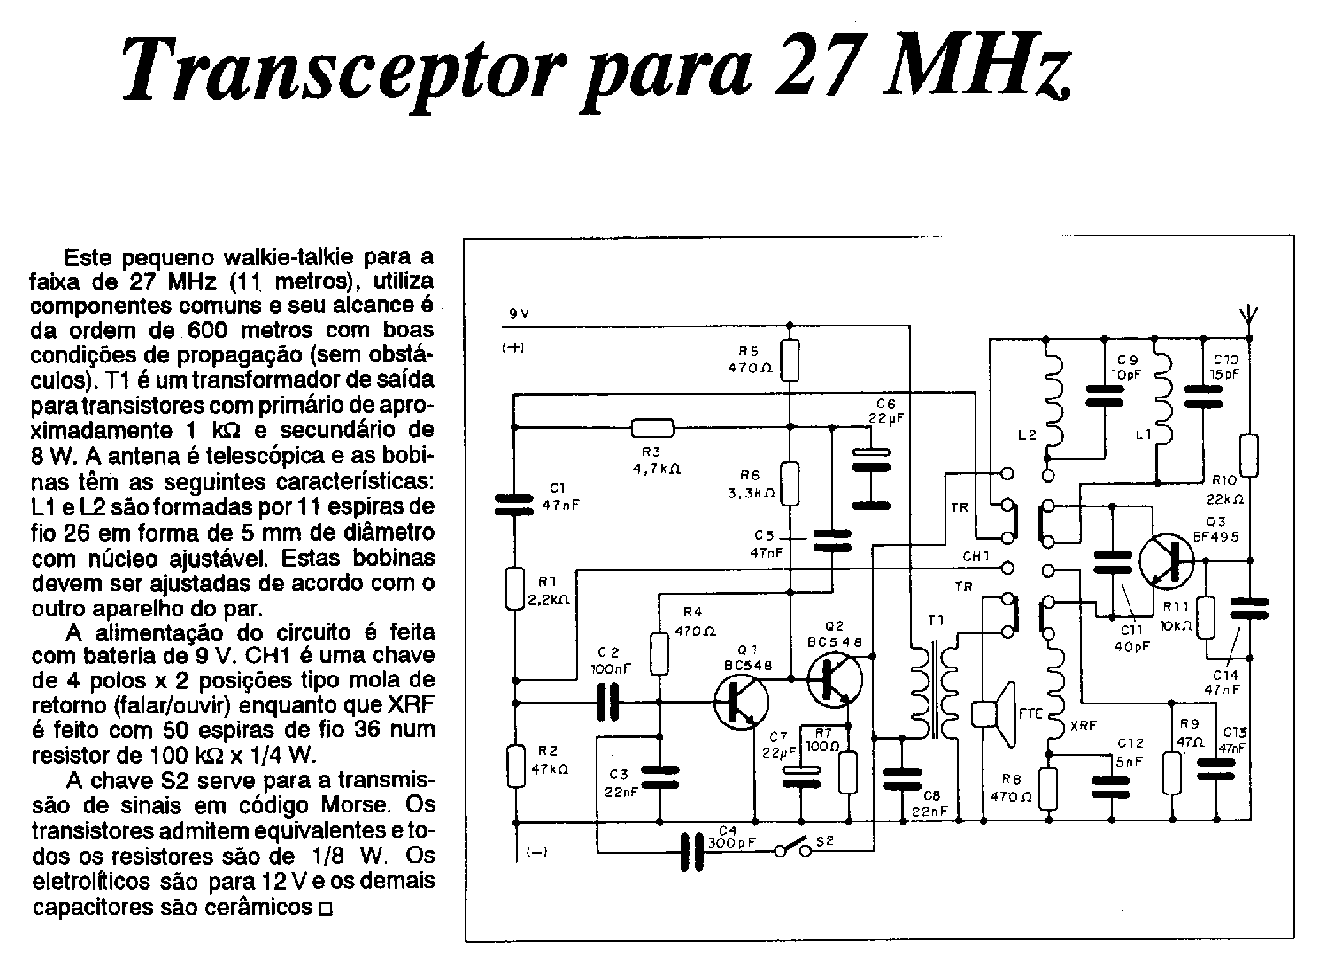 Transceptor para 27 MHz
Este pequeno walkie-talkie para a
faixa de 27 MHz (11 metros), utiliza
componentes comuns e seu alcance é
da ordem de 600 metros com boas
condições de propagação (sem obstá-
culos). T1 é um transformador de saída
para transistores com primário de apro-
ximadamente 1 kΩ e secundário de
8 W. A antena é telescópica e as bobi-
nas têm as seguintes características:
L1 e L2 são formadas por 11 espiras de
fio 26 em forma de 5 mm de diâmetro
com núcleo ajustável. Estas bobinas
devem ser ajustadas de acordo com o
outro aparelho do par.
A alimentação do circuito é feita
com bateria de 9 V. CH1 é uma chave
de 4 polos x 2 posições tipo mola de
retorno (falar/ouvir) enquanto que XRF
é feito com 50 espiras de fio 36 num
resistor de 100 kΩ x 1/4 W.
A chave S2 serve para a transmis-
são de sinais em código Morse. Os
transistores admitem equivalentes e to-
dos os resistores são de 1/8 W. Os
eletrolíticos são para 12 V e os demais
capacitores são cerâmicos
9V
(+)
R5
470Ω
C6
22µF
R3
4,7kΩ
R6
3,3kΩ
C1
47nF
C5
47nF
R1
2,2kΩ
R4
470Ω
C2
100nF
Q1
BC548
Q2
BC548
T1
R2
47kΩ
C3
22nF
C7
22µF
R7
100Ω
C8
22nF
C4
300pF
S2
(–)
TR
CH1
TR
L2
C9
10pF
L1
C10
15pF
R10
22kΩ
Q3
BF495
C11
40pF
R11
10kΩ
C14
47nF
FTE
XRF
R8
470Ω
C12
5nF
R9
47Ω
C13
47nF